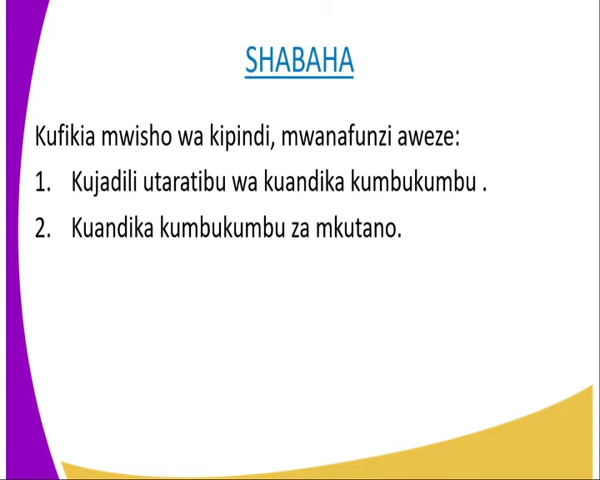 SHABAHA
Kufikia mwisho wa kipindi, mwanafunzi aweze:
1. Kujadili utaratibu wa kuandika kumbukumbu .
2. Kuandika kumbukumbu za mkutano.